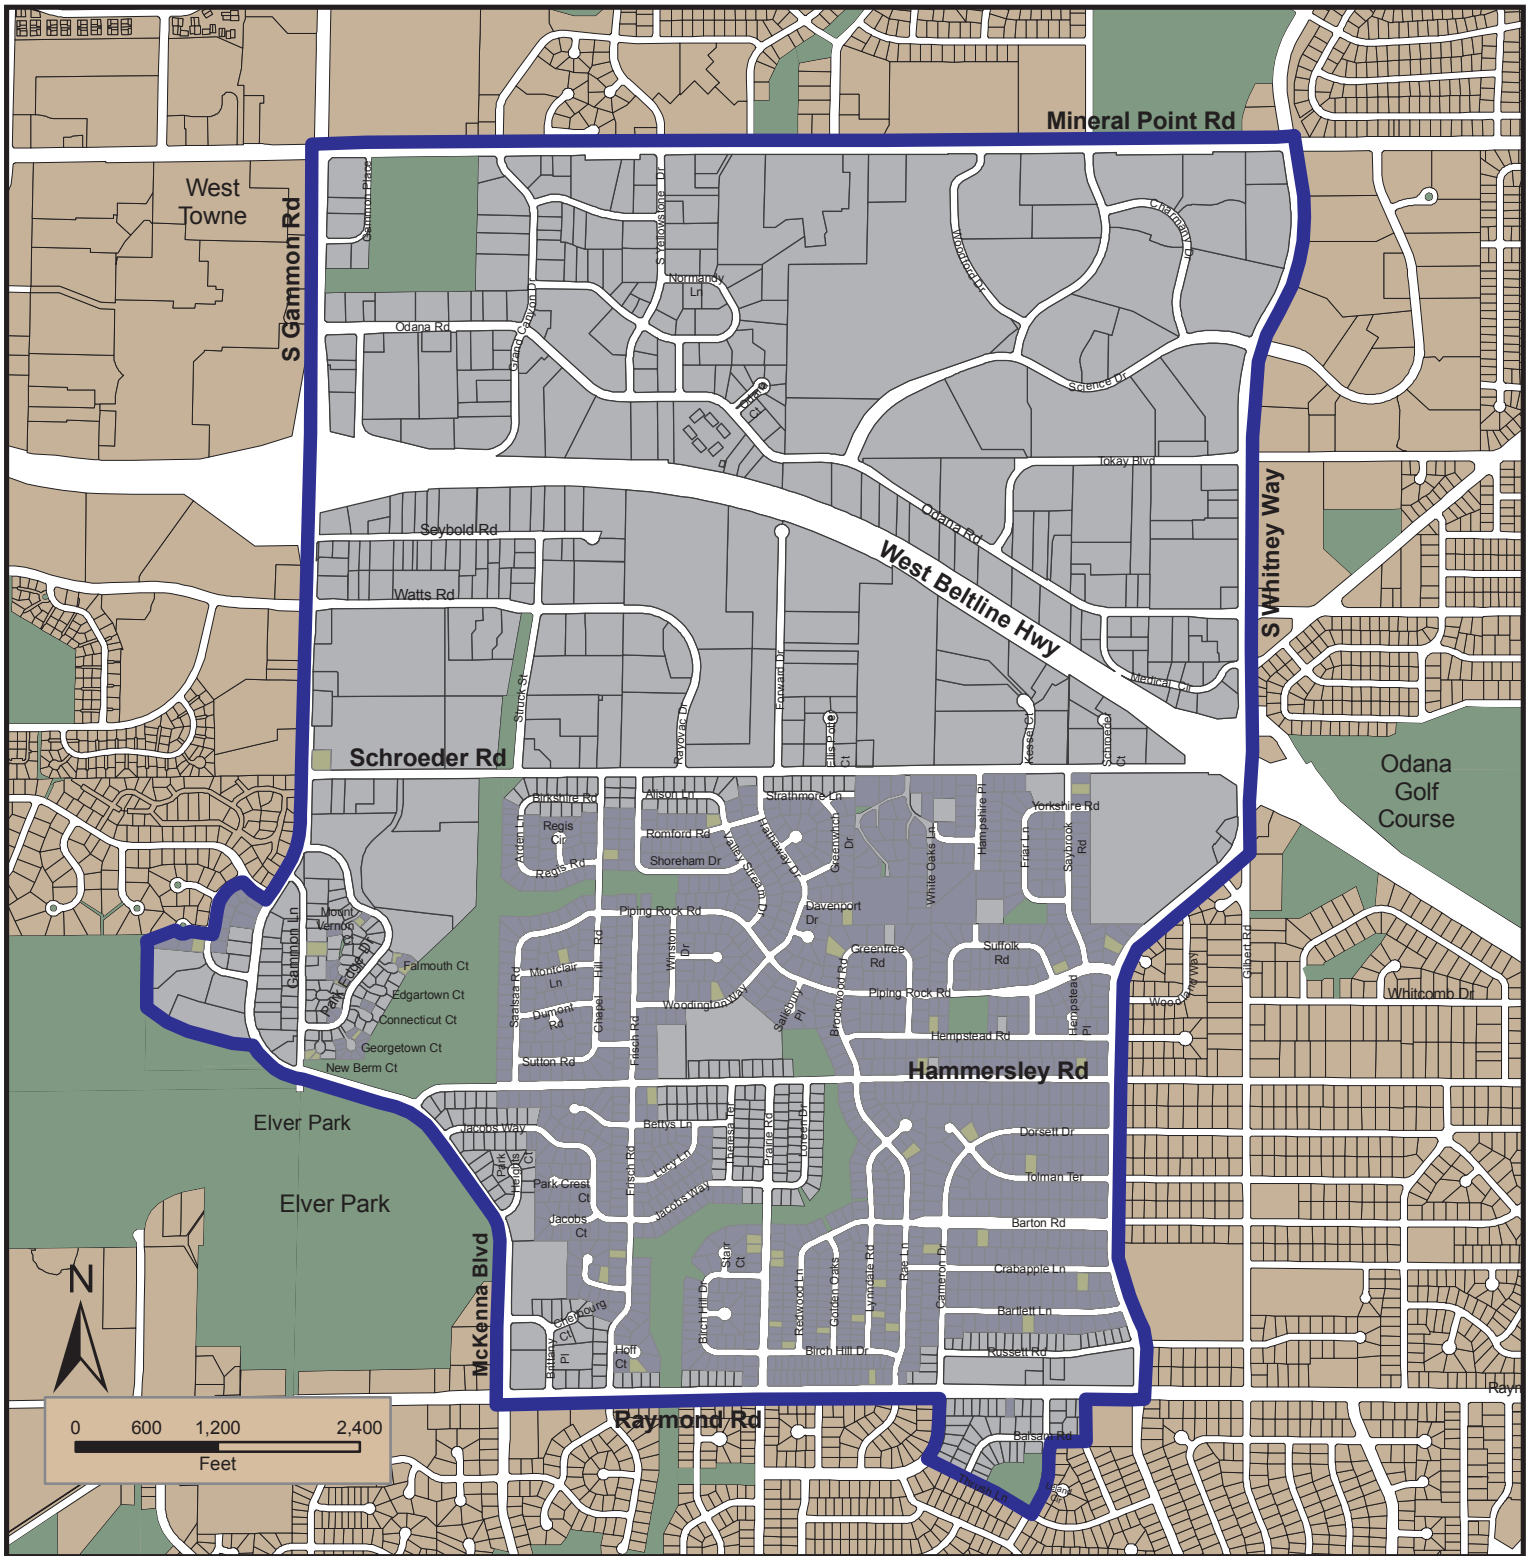 Mineral Point Rd
West
Towne
S Gammon Rd
Gammon Place
S Yellowstone Dr
Normandy
Ln
Charmany Dr
Woodford Dr
Odana Rd
Grand Canyon Dr
Science Dr
Odana
Ct
Tokay Blvd
Odana Rd
S Whitney Way
Seybold Rd
West Beltline Hwy
Watts Rd
Struck St
Forward Dr
Medical Cir
Rayovac Dr
Ellis Potter
Ct
Kessel Ct
Schroeder
Ct
Schroeder Rd
Odana
Golf
Course
Birkshire Rd
Alison Ln
Strathmore Ln
Hampshire Pl
Yorkshire Rd
Arden Ln
Regis
Cir
Romford Rd
Valley Stream Dr
Hathaway Dr
Greenwich
Dr
White Oaks Ln
Friar Ln
Saybrook
Rd
Regis Rd
Shoreham Dr
Gammon Ln
Mount
Vernon
Piping Rock Rd
Davenport
Dr
Park Edge Dr
Falmouth Ct
Saalsaa Rd
Montclair
Ln
Chapel Hill Rd
Winston
Dr
Greentree
Rd
Suffolk
Rd
Gilbert Rd
Woodland Way
Whitcomb Dr
Edgartown Ct
Dumont
Rd
Woodington Way
Salisbury
Pl
Brookwood Rd
Piping Rock Rd
Hempstead
Pl
Connecticut Ct
Frisch Rd
Hempstead Rd
Georgetown Ct
Sutton Rd
New Berm Ct
Hammersley Rd
Elver Park
Jacobs Way
Bettys Ln
Theresa Ter
Prairie Rd
Loreen Dr
Dorsett Dr
Park
Heights
Ct
Frisch Rd
Lucy Ln
Tolman Ter
Park Crest
Ct
Elver Park
Jacobs
Ct
Jacobs Way
Barton Rd
McKenna Blvd
Starr
Ct
Redwood Ln
Golden Oaks
Lynndale Rd
Rae Ln
Cameron Dr
Crabapple Ln
N
Cherbourg
Ct
Birch Hill Dr
Bartlett Ln
Brittany
Pl
Hoff
Ct
Birch Hill Dr
Russett Rd
Raym
Raymond Rd
0 600 1,200 2,400
Feet
Balsam Rd
Thrush Ln
Leland
Cir